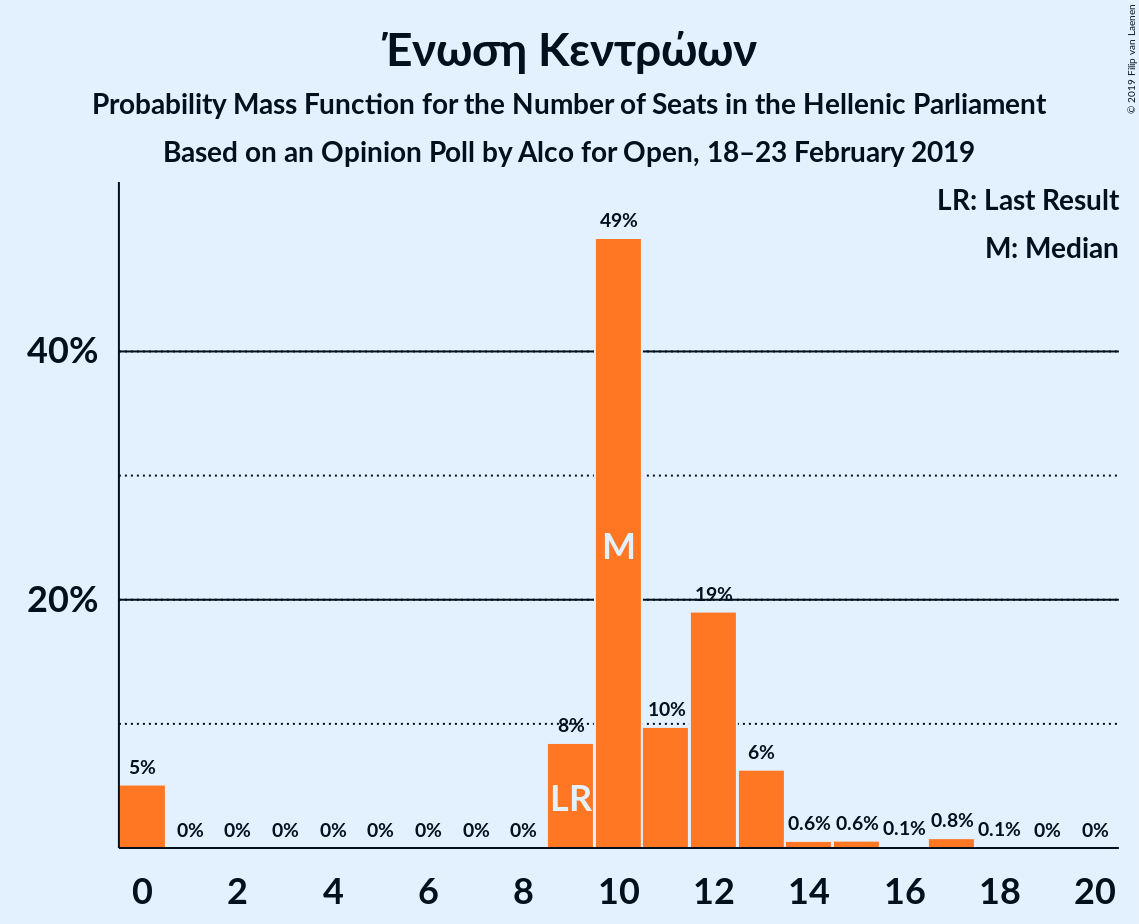 Ένωση Κεντρώων
Probability Mass Function for the Number of Seats in the Hellenic Parliament
Based on an Opinion Poll by Alco for Open, 18–23 February 2019
© 2019 Filip van Laenen
LR: Last Result
M: Median
49%
40%
M
20%
19%
10%
8%
6%
5%
LR
0% 0% 0% 0% 0% 0% 0% 0% 0.6% 0.6% 0.1% 0.8% 0.1% 0% 0%
0 2 4 6 8 10 12 14 16 18 20